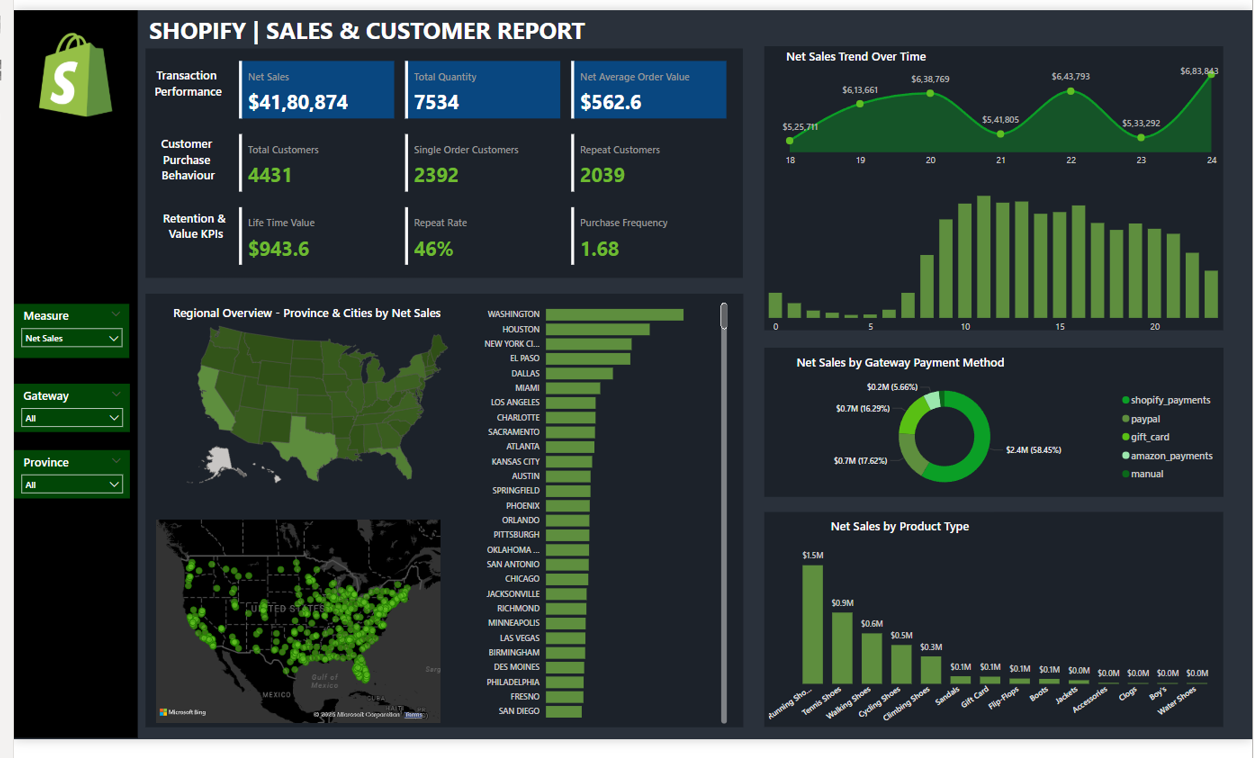 SHOPIFY | SALES & CUSTOMER REPORT
Transaction
Performance
Net Sales
$41,80,874
Total Quantity
7534
Net Average Order Value
$562.6
Customer
Purchase
Behaviour
Total Customers
4431
Single Order Customers
2392
Repeat Customers
2039
Retention &
Value KPIs
Life Time Value
$943.6
Repeat Rate
46%
Purchase Frequency
1.68
Measure
Net Sales
Gateway
All
Province
All
Regional Overview - Province & Cities by Net Sales
UNITED STATES
Gulf of
Mexico
MEXICO
CUBA
Microsoft Bing
© 2025 Microsoft Corporation Terms
WASHINGTON
HOUSTON
NEW YORK CI...
EL PASO
DALLAS
MIAMI
LOS ANGELES
CHARLOTTE
SACRAMENTO
ATLANTA
KANSAS CITY
AUSTIN
SPRINGFIELD
PHOENIX
ORLANDO
PITTSBURGH
OKLAHOMA ...
SAN ANTONIO
CHICAGO
JACKSONVILLE
RICHMOND
MINNEAPOLIS
LAS VEGAS
BIRMINGHAM
DES MOINES
PHILADELPHIA
FRESNO
SAN DIEGO
Net Sales Trend Over Time
$5,25,711
$6,13,661
$6,38,769
$5,41,805
$6,43,793
$5,33,292
$6,83,843
18 19 20 21 22 23 24
0 5 10 15 20
Net Sales by Gateway Payment Method
$0.2M (5.66%)
$0.7M (16.29%)
$0.7M (17.62%)
$2.4M (58.45%)
shopify_payments
paypal
gift_card
amazon_payments
manual
Net Sales by Product Type
$1.5M
$0.9M
$0.6M
$0.5M
$0.3M
$0.1M
$0.1M
$0.1M
$0.1M
$0.0M
$0.0M
$0.0M
$0.0M
$0.0M
Running Sho...
Tennis Shoes
Walking Shoes
Cycling Shoes
Climbing Shoes
Sandals
Gift Card
Flip-Flops
Boots
Jackets
Accessories
Clogs
Boy's
Water Shoes